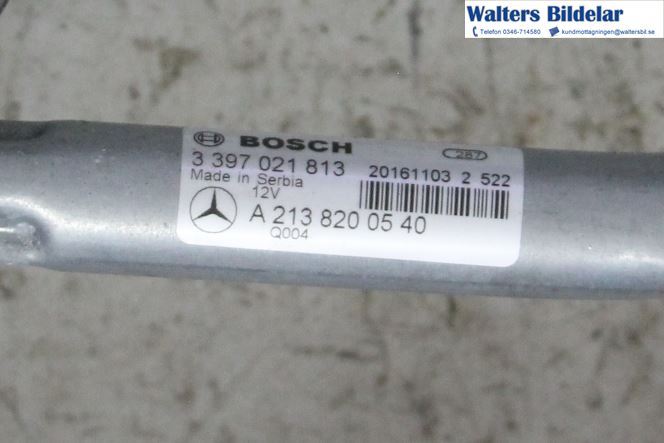 Walters Bildelar
Telefon 0346-714580 kundmottagningen@waltersbil.se
BOSCH 287
3 397 021 813 20161103 2 522
Made in Serbia
12V
A 213 820 05 40
Q004